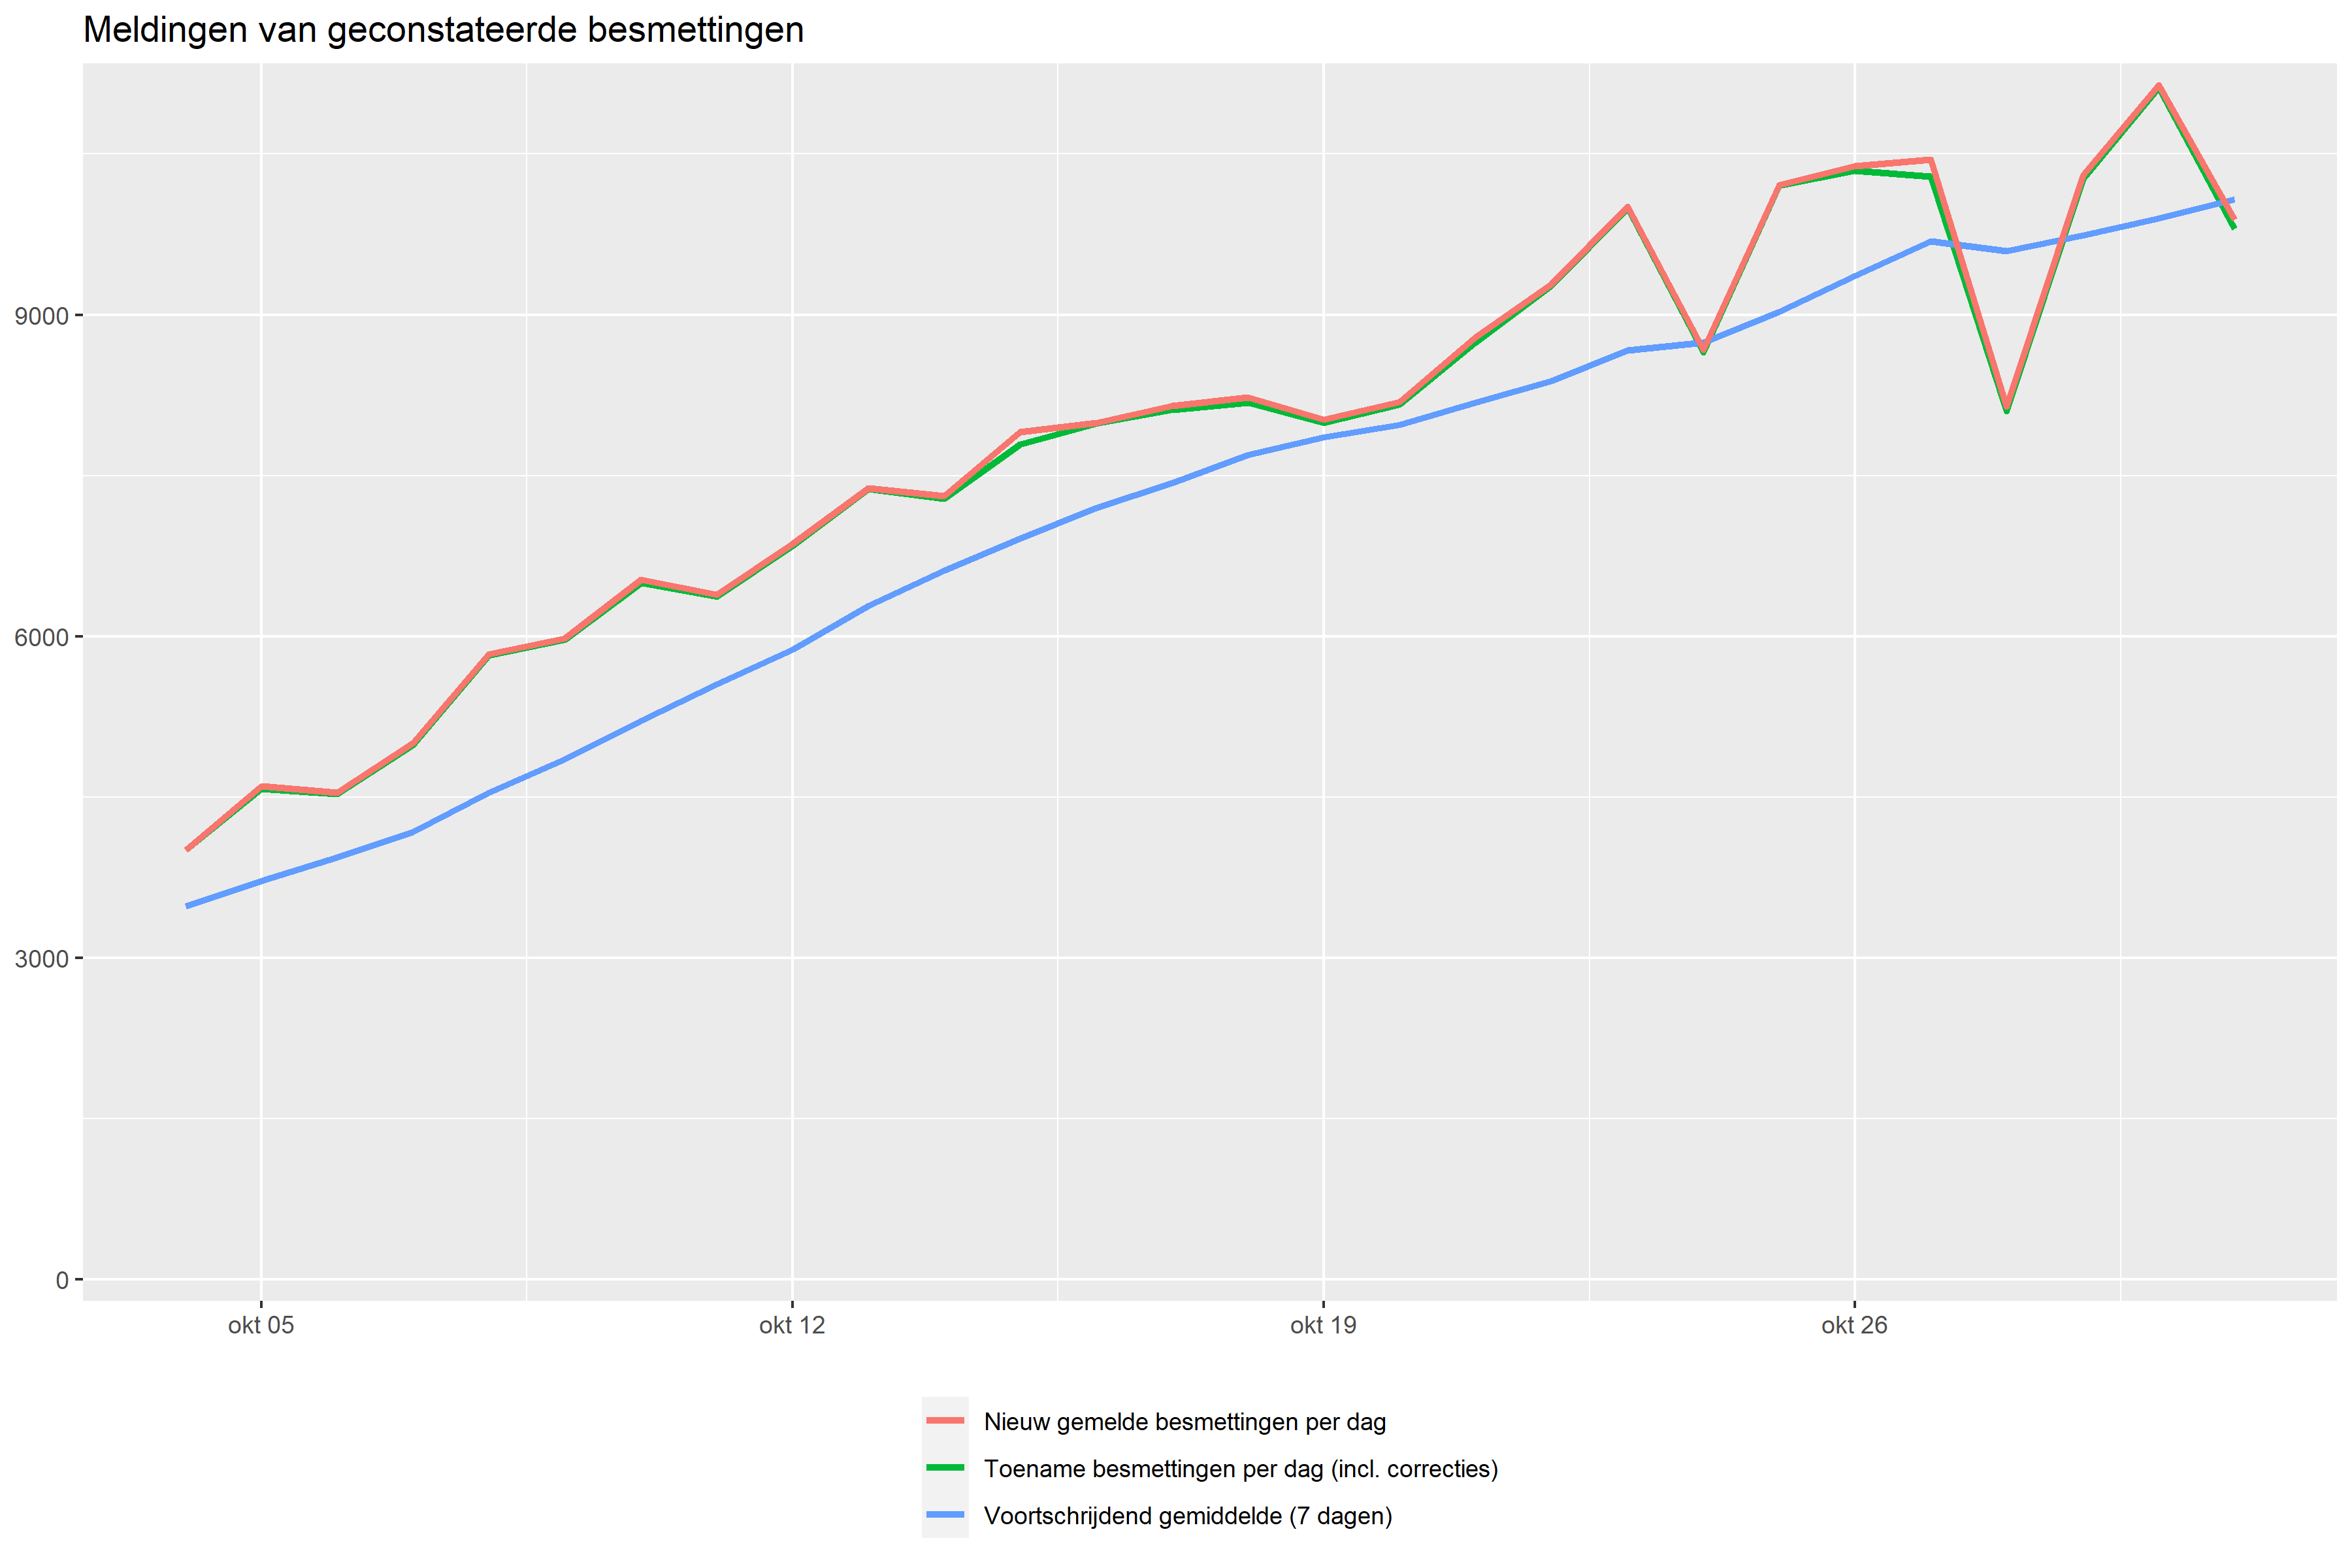 Meldingen van geconstateerde besmettingen
9000
6000
3000
0
okt 05 okt 12 okt 19 okt 26
Nieuw gemelde besmettingen per dag
Toename besmettingen per dag (incl. correcties)
Voortschrijdend gemiddelde (7 dagen)